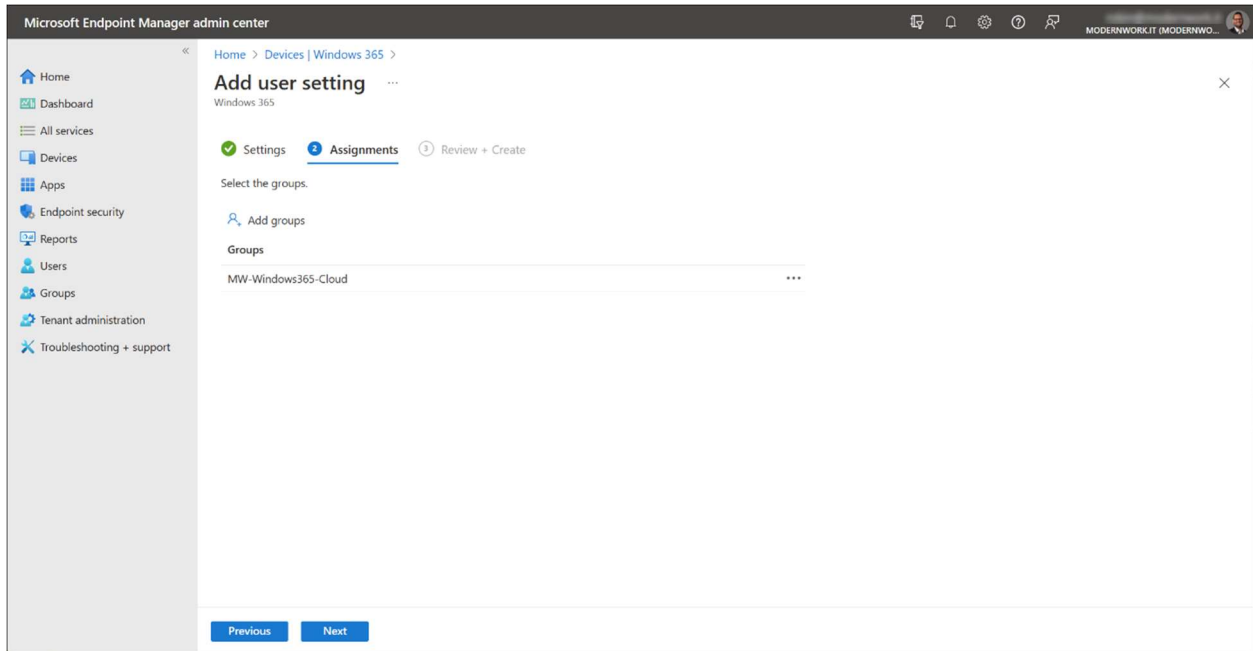 Microsoft Endpoint Manager admin center
MODERNWORK.IT (MODERNWO...
«
Home
Dashboard
All services
Devices
Apps
Endpoint security
Reports
Users
Groups
Tenant administration
Troubleshooting + support
Home > Devices | Windows 365 >
Add user setting ...
Windows 365
Settings 2 Assignments 3 Review + Create
Select the groups.
Add groups
Groups
MW-Windows365-Cloud ...
Previous Next